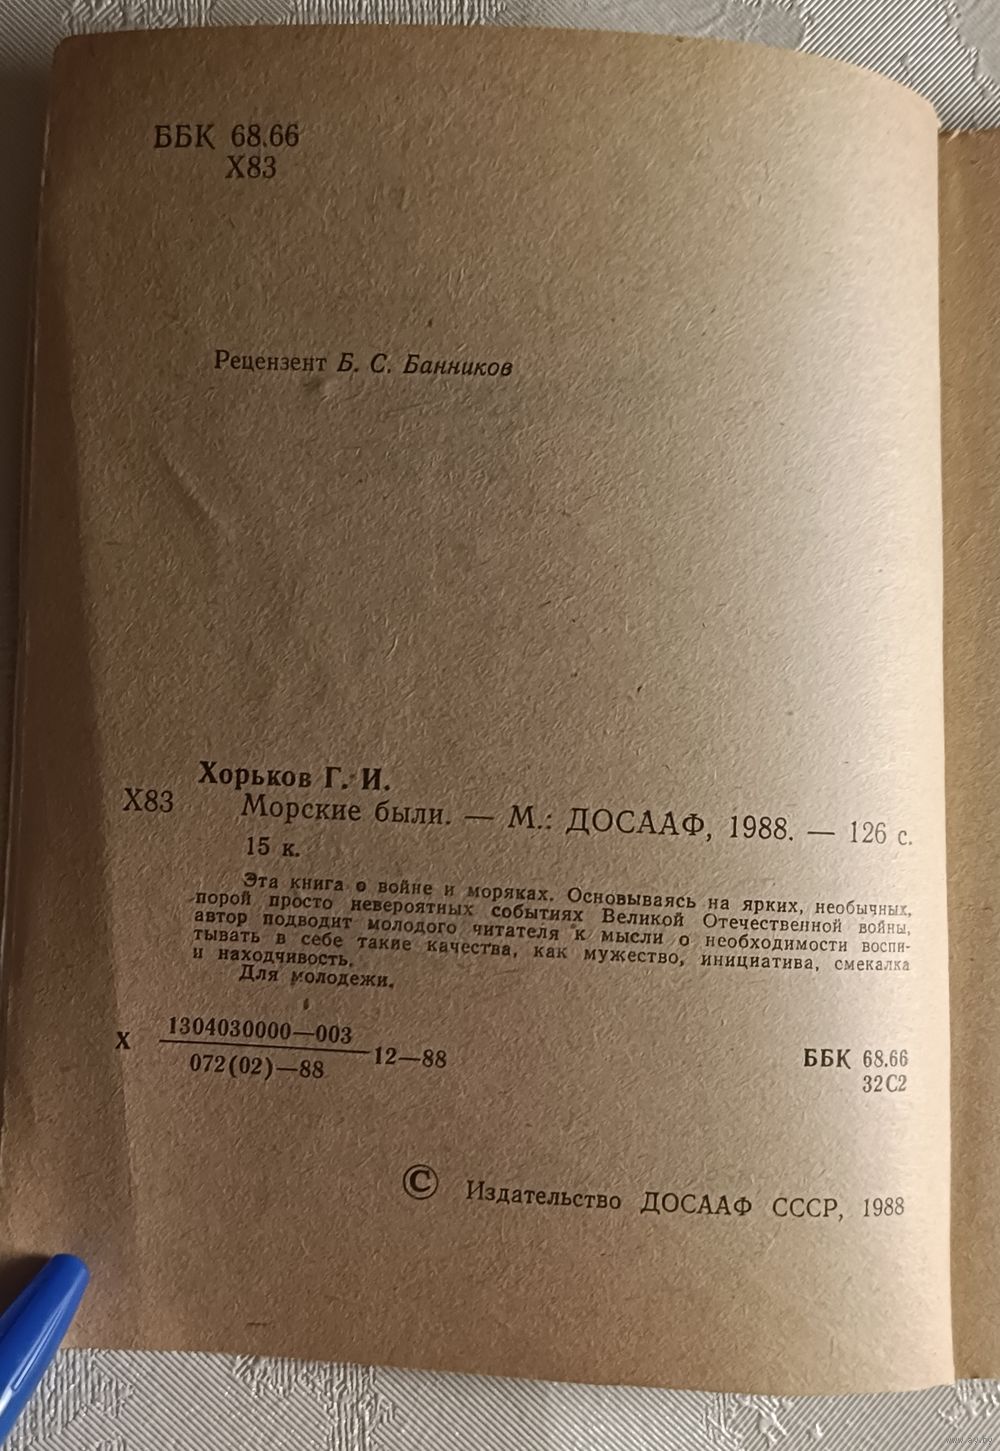 ББК 68.66
Х83
Рецензент Б. С. Банников
Хорьков Г. И.
Х83 Морские были. — М.: ДОСААФ, 1988. — 126 с.
15 к.
Эта книга о войне и моряках. Основываясь на ярких, необычных,
порой просто невероятных событиях Великой Отечественной войны,
автор подводит молодого читателя к мысли о необходимости воспи-
тывать в себе такие качества, как мужество, инициатива, смекалка
и находчивость.
Для молодежи.
1304030000—003
Х 12—88
072(02)—88
ББК 68.66
32С2
© Издательство ДОСААФ СССР, 1988